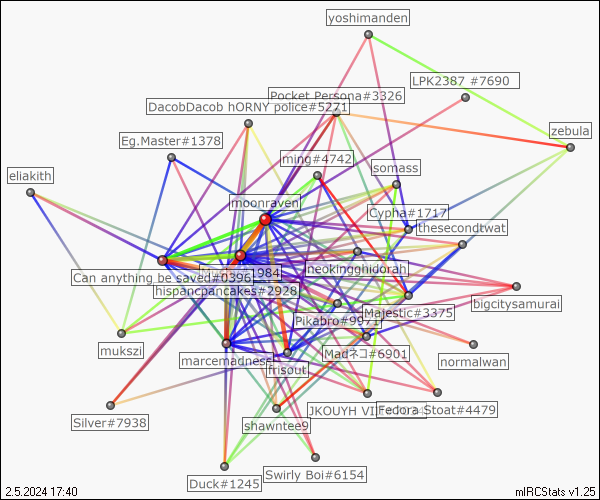 yoshimanden
LPK2387 #7690
Pocket Persona#3326
DacobDacob hORNY police#5271
zebula
Eg.Master#1378
ming#4742
somass
eliakith
moonraven
Cypha#1717
thesecondtwat
neokingghidorah
1984
Can anything be saved#0396
hispancpancakes#2928
bigcitysamurai
Majestic#3375
Pikabro#9971
mukszi
Madネコ#6901
marcemadness
normalwan
frisout
JKOUYH
Fedora Stoat#4479
Silver#7938
shawntee9
Swirly Boi#6154
Duck#1245
2.5.2024 17:40
mIRCStats v1.25